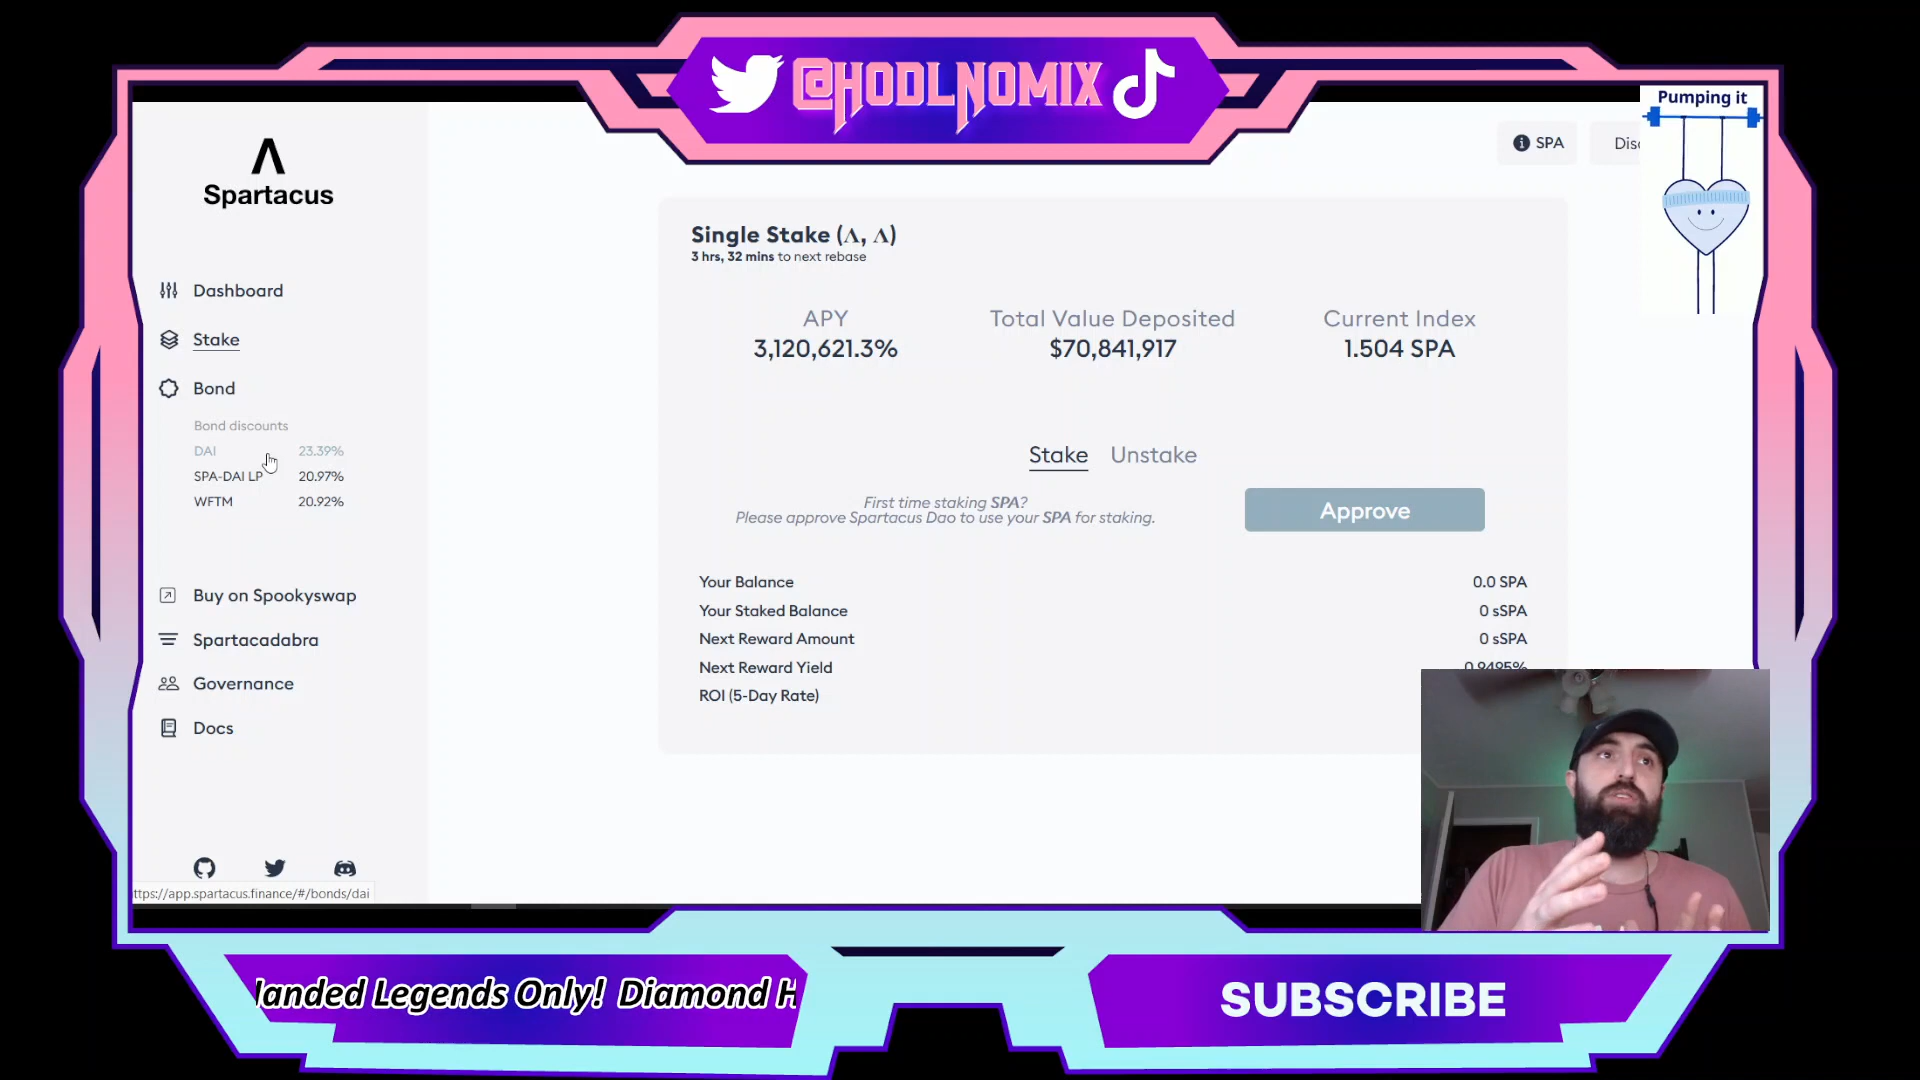 @HODLNOMIX
Pumping it
Spartacus
SPA
Single Stake (Λ, Λ)
3 hrs, 32 mins to next rebase
Dashboard
Stake
Bond
Bond discounts
DAI 23.39%
SPA-DAI LP 20.97%
WFTM 20.92%
Buy on Spookyswap
Spartacadabra
Governance
Docs
https://app.spartacus.finance/#/bonds/dai
APY
3,120,621.3%
Total Value Deposited
$70,841,917
Current Index
1.504 SPA
Stake Unstake
First time staking SPA?
Please approve Spartacus Dao to use your SPA for staking.
Approve
Your Balance 0.0 SPA
Your Staked Balance 0 sSPA
Next Reward Amount 0 sSPA
Next Reward Yield 0.9495%
ROI (5-Day Rate)
Handed Legends Only! Diamond H
SUBSCRIBE